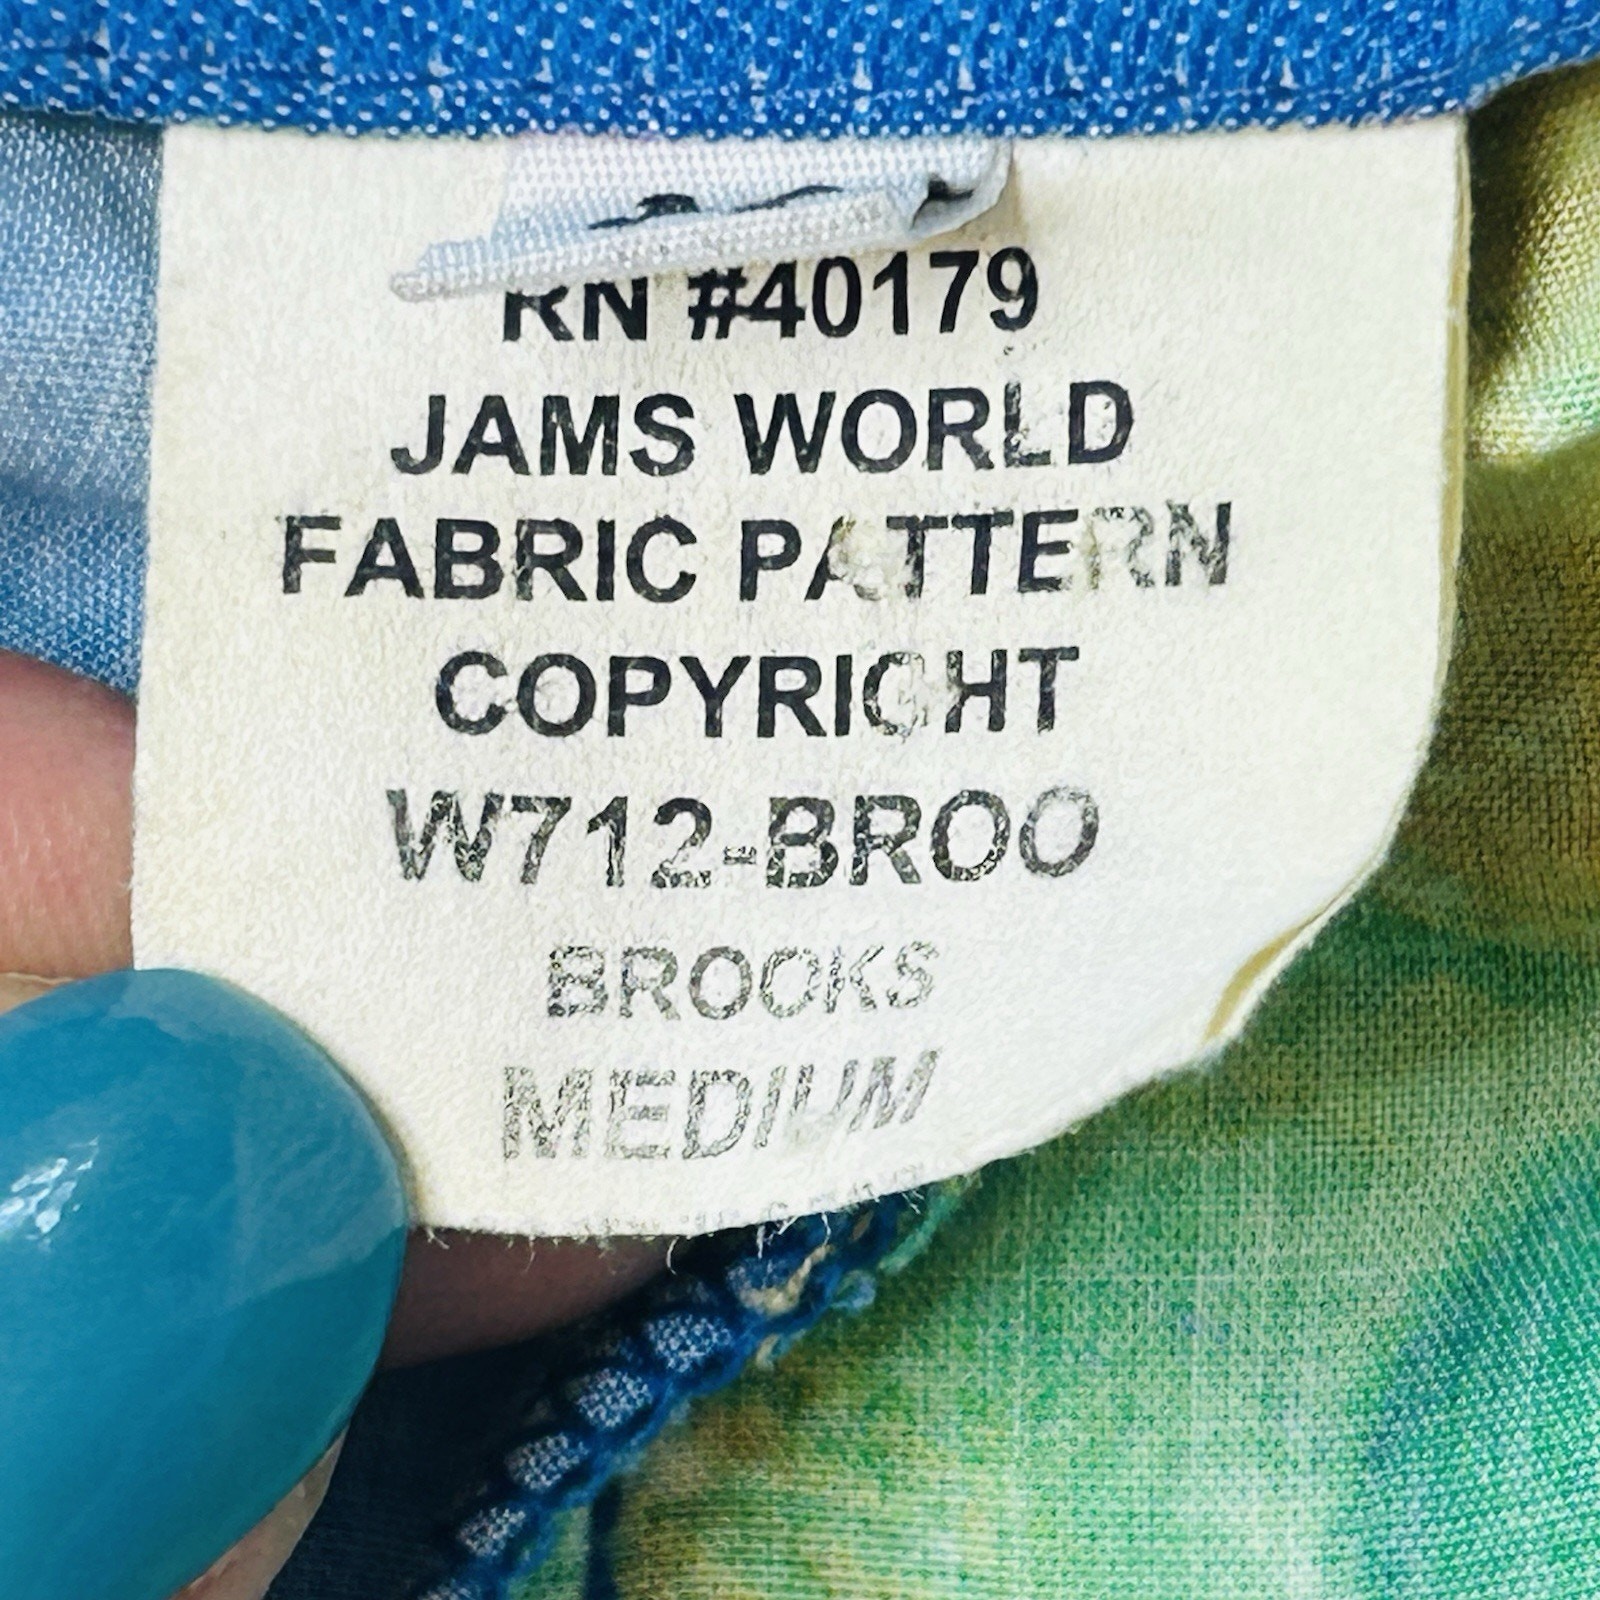 RN #40179
JAMS WORLD
FABRIC PATTERN
COPYRIGHT
W712-BROO
BROOKS
MEDIUM